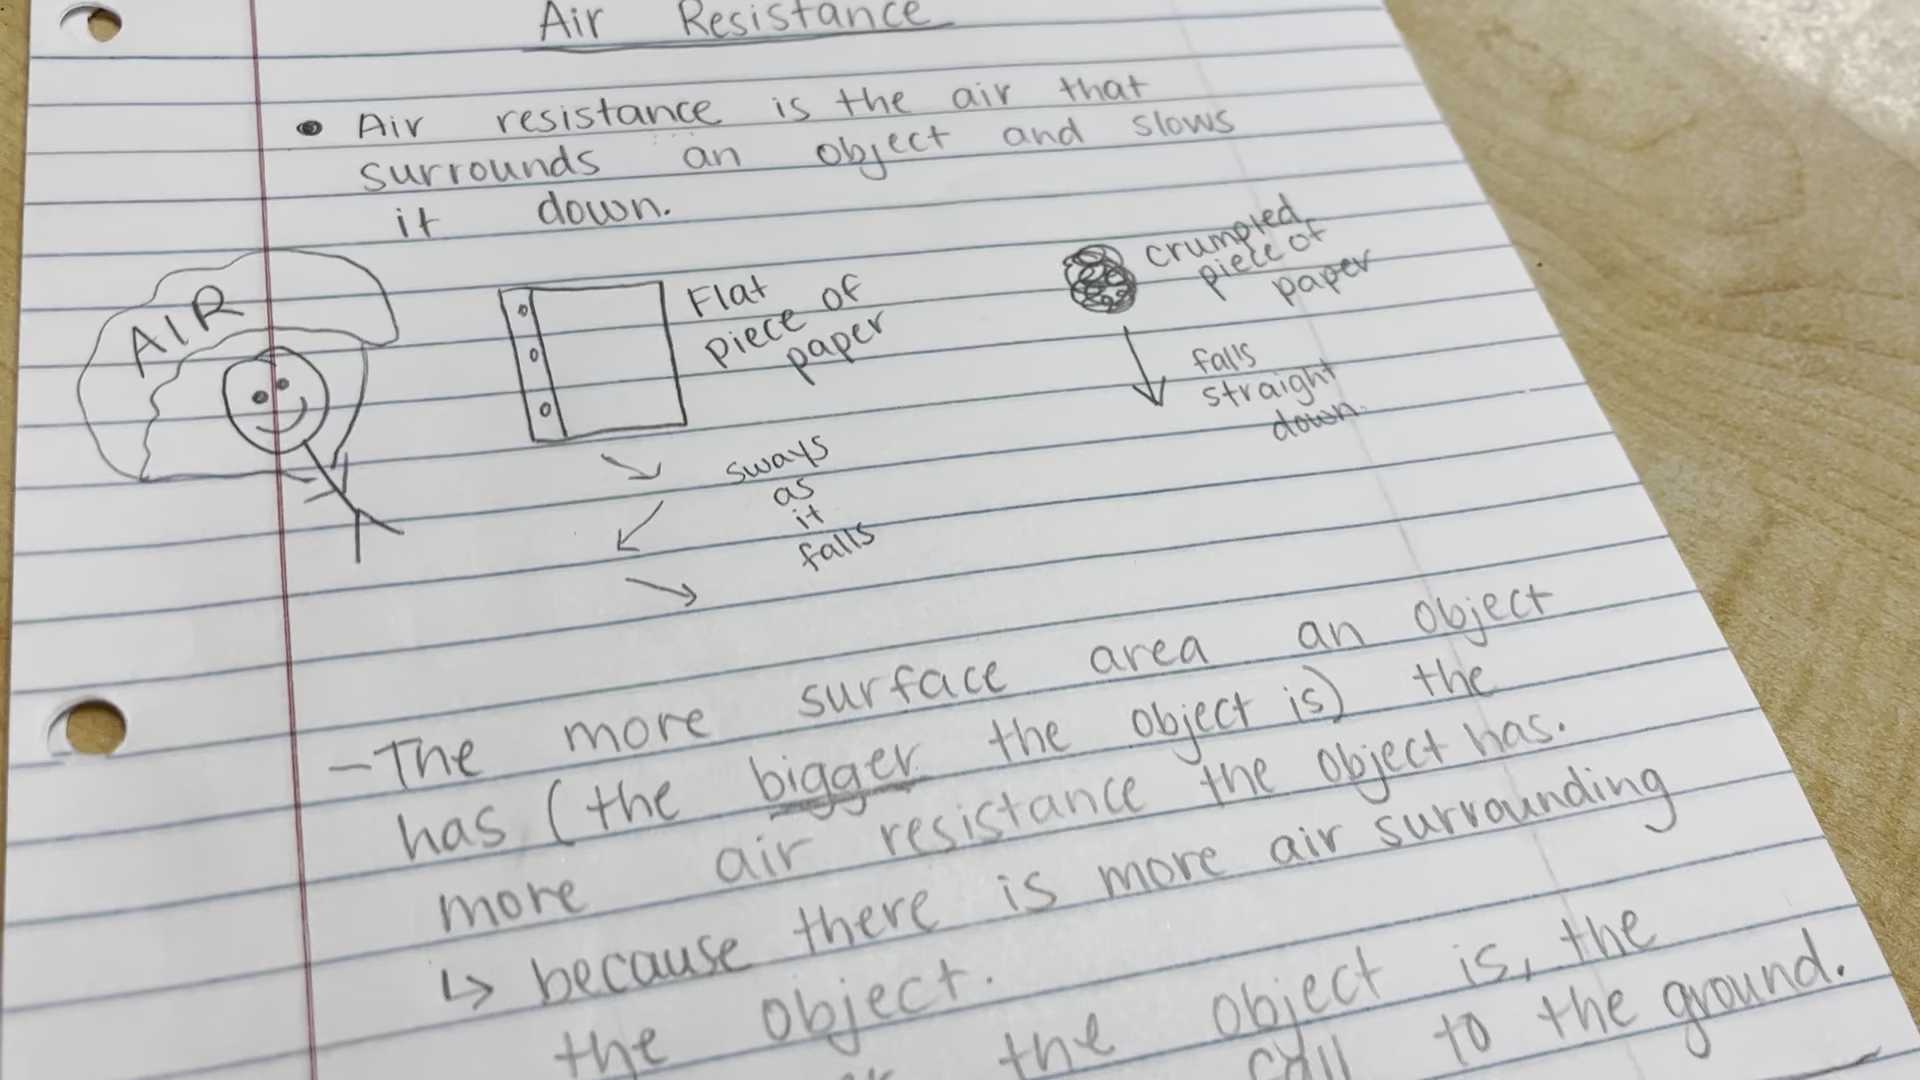 Air Resistance
• Air resistance is the air that
surrounds an object and slows
it down.
AIR
Flat
piece of
paper
sways
as
it
falls
crumpled
piece of
paper
falls
straight
down.
- The more surface area an object
has (the bigger the object is) the
more air resistance the object has.
↳ because there is more air surrounding
the object.
the object is, the
fall to the ground.